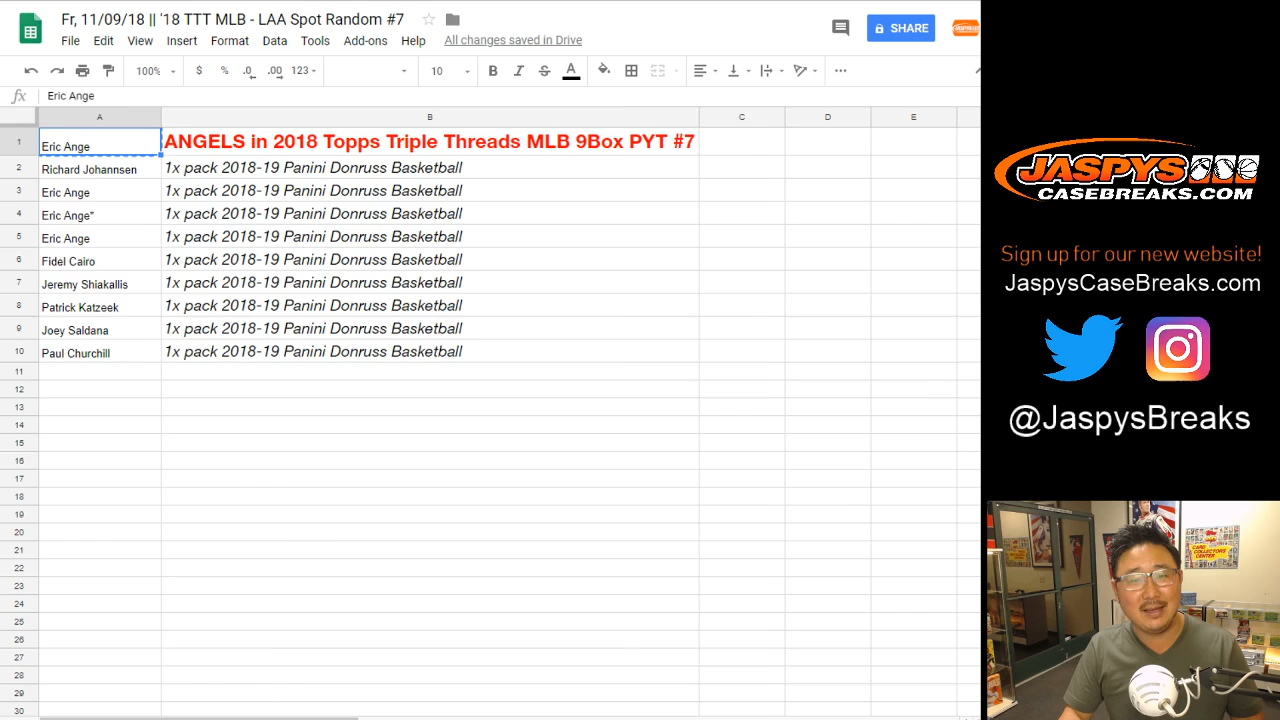 Fr, 11/09/18 || '18 TTT MLB - LAA Spot Random #7
File Edit View Insert Format Data Tools Add-ons Help All changes saved in Drive
SHARE
100% $ % .0 .00 123 10 B I S A
fx Eric Ange
A B C D E
1 Eric Ange ANGELS in 2018 Topps Triple Threads MLB 9Box PYT #7
2 Richard Johannsen 1x pack 2018-19 Panini Donruss Basketball
3 Eric Ange 1x pack 2018-19 Panini Donruss Basketball
4 Eric Ange* 1x pack 2018-19 Panini Donruss Basketball
5 Eric Ange 1x pack 2018-19 Panini Donruss Basketball
6 Fidel Cairo 1x pack 2018-19 Panini Donruss Basketball
7 Jeremy Shiakallis 1x pack 2018-19 Panini Donruss Basketball
8 Patrick Katzeek 1x pack 2018-19 Panini Donruss Basketball
9 Joey Saldana 1x pack 2018-19 Panini Donruss Basketball
10 Paul Churchill 1x pack 2018-19 Panini Donruss Basketball
11
12
13
14
15
16
17
18
19
20
21
22
23
24
25
26
27
28
29
30
JASPYS
CASEBREAKS.COM
Sign up for our new website!
JaspysCaseBreaks.com
@JaspysBreaks